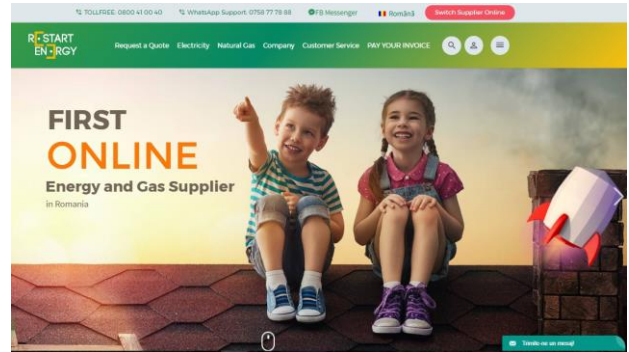 TOLLFREE: 0800 41 00 40 WhatsApp Support: 0758 77 78 88 FB Messenger Română Switch Supplier Online
RESTART
ENERGY
Request a Quote Electricity Natural Gas Company Customer Service PAY YOUR INVOICE
FIRST
ONLINE
Energy and Gas Supplier
in Romania
Trimite-ne un mesaj!